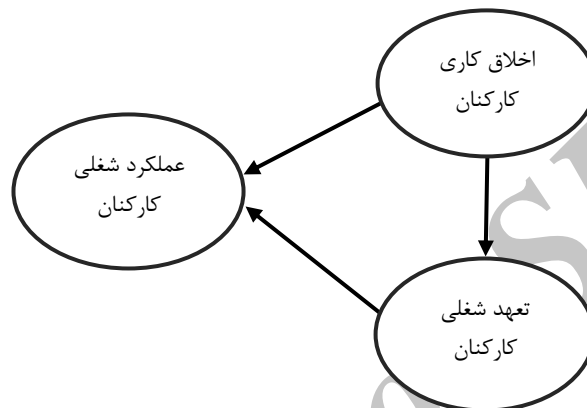 اخلاق کاری
کارکنان
عملکرد شغلی
کارکنان
تعهد شغلی
کارکنان